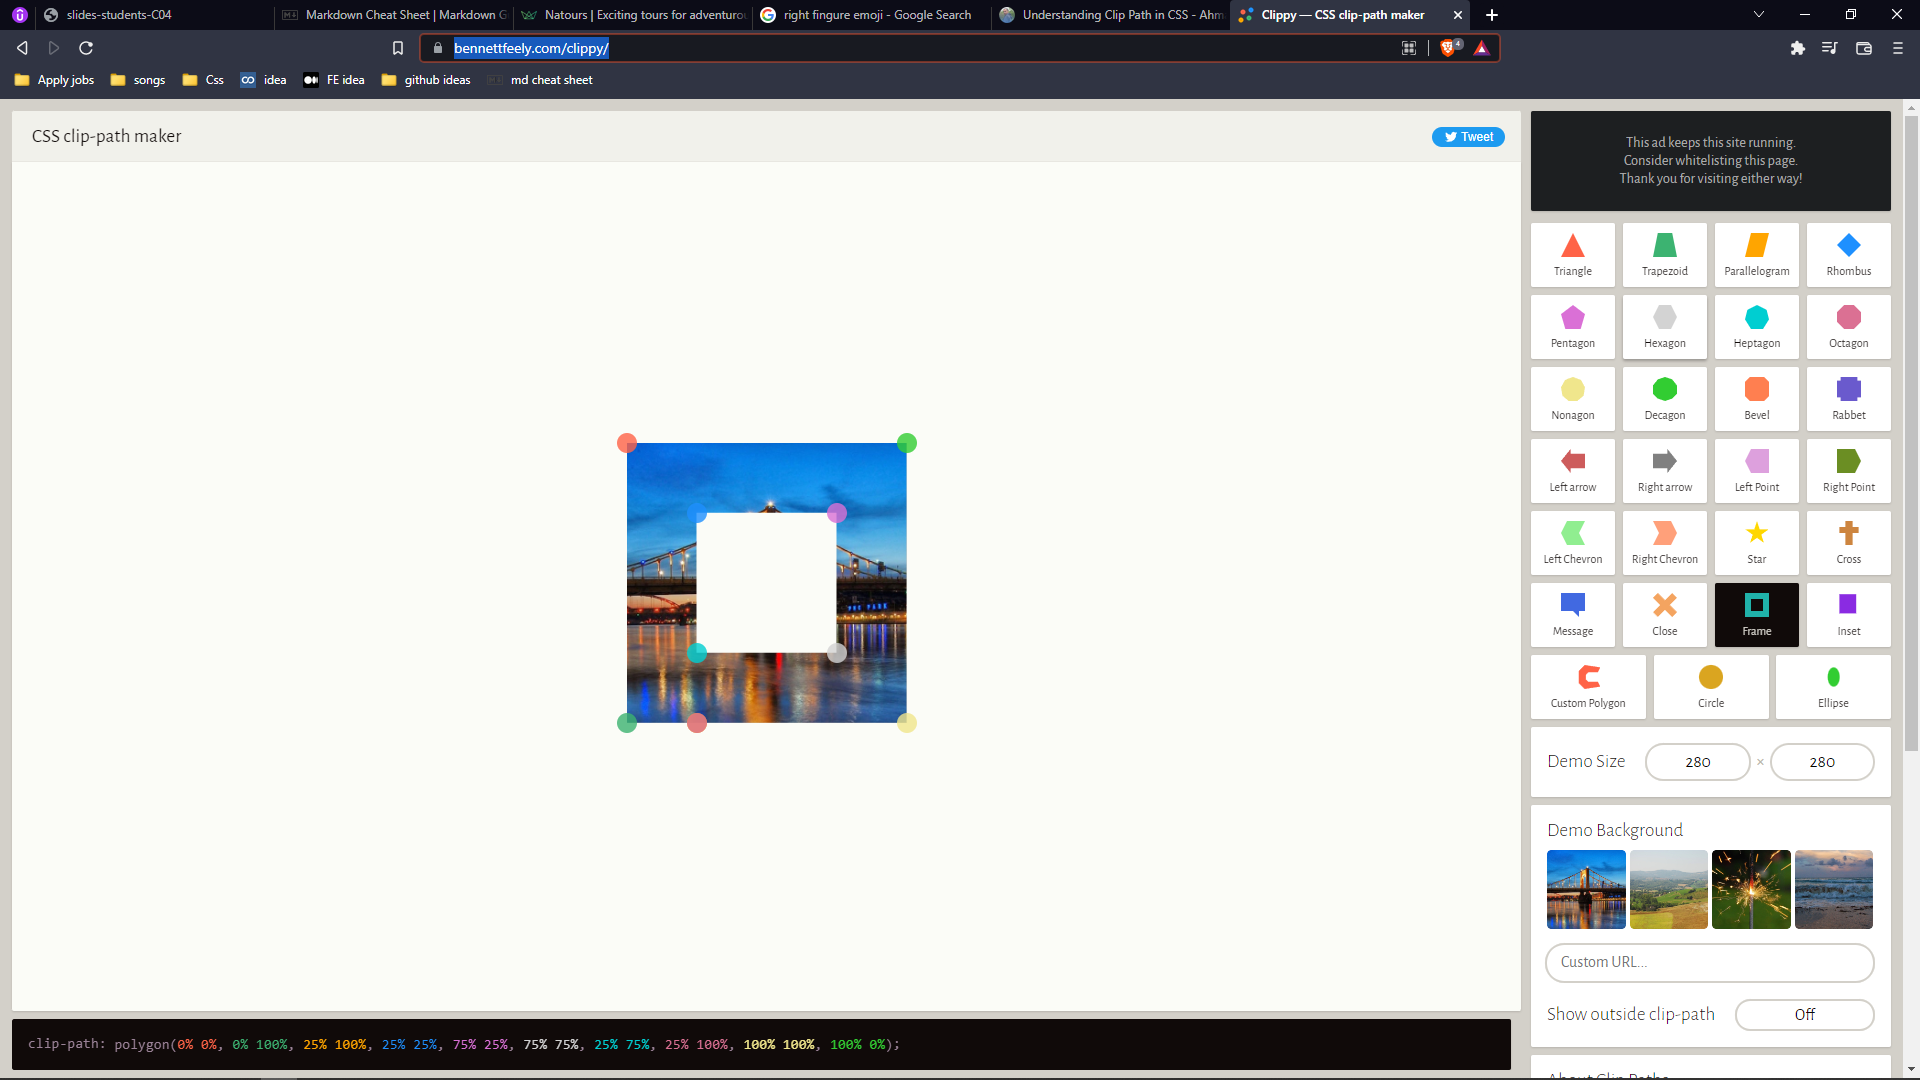 slides-students-C04
Markdown Cheat Sheet | Markdown G
Natours | Exciting tours for adventurou
right fingure emoji - Google Search
Understanding Clip Path in CSS - Ahm
Clippy — CSS clip-path maker
bennettfeely.com/clippy/
4
Apply jobs
songs
Css
idea
FE idea
github ideas
md cheat sheet
CSS clip-path maker
Tweet
This ad keeps this site running.
Consider whitelisting this page.
Thank you for visiting either way!
Triangle
Trapezoid
Parallelogram
Rhombus
Pentagon
Hexagon
Heptagon
Octagon
Nonagon
Decagon
Bevel
Rabbet
Left arrow
Right arrow
Left Point
Right Point
Left Chevron
Right Chevron
Star
Cross
Message
Close
Frame
Inset
Custom Polygon
Circle
Ellipse
Demo Size
280 × 280
Demo Background
Custom URL...
Show outside clip-path
Off
About Clip Paths
clip-path: polygon(0% 0%, 0% 100%, 25% 100%, 25% 25%, 75% 25%, 75% 75%, 25% 75%, 25% 100%, 100% 100%, 100% 0%);